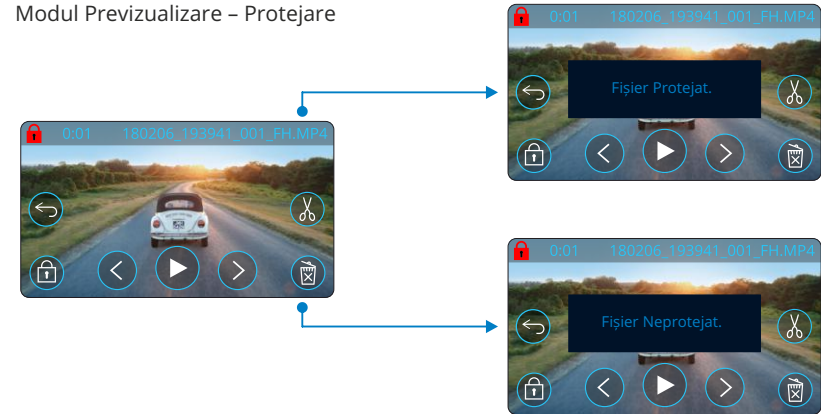 Modul Previzualizare – Protejare
0:01 180206_193941_001_FH.MP4
Fișier Protejat.
0:01 180206_193941_001_FH.MP4
0:01 180206_193941_001_FH.MP4
Fișier Neprotejat.